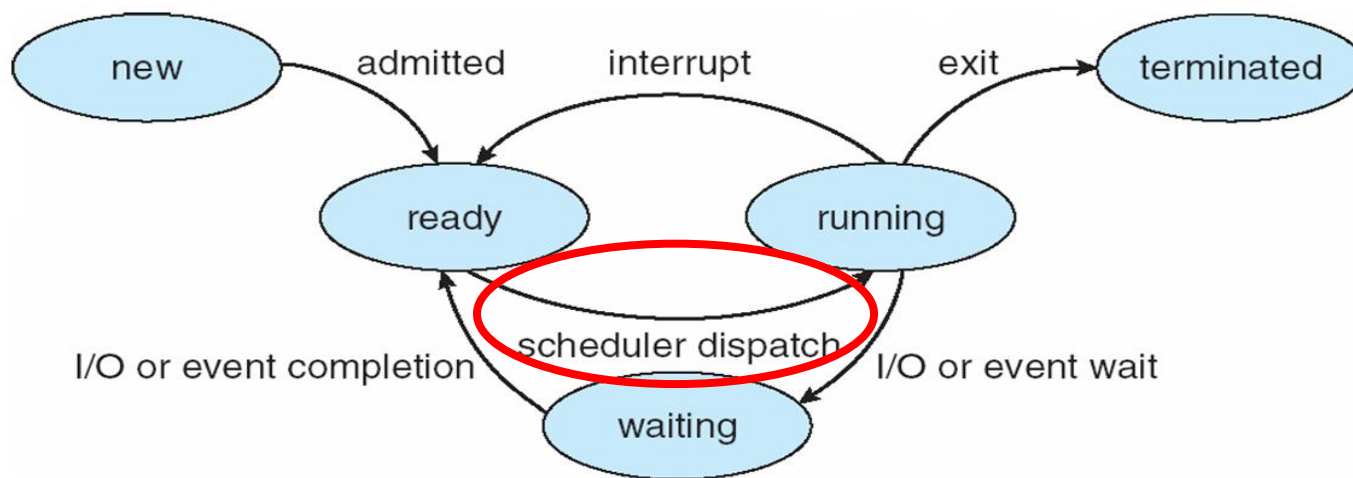 new
admitted
interrupt
exit
terminated
ready
running
scheduler dispatch
I/O or event completion
I/O or event wait
waiting